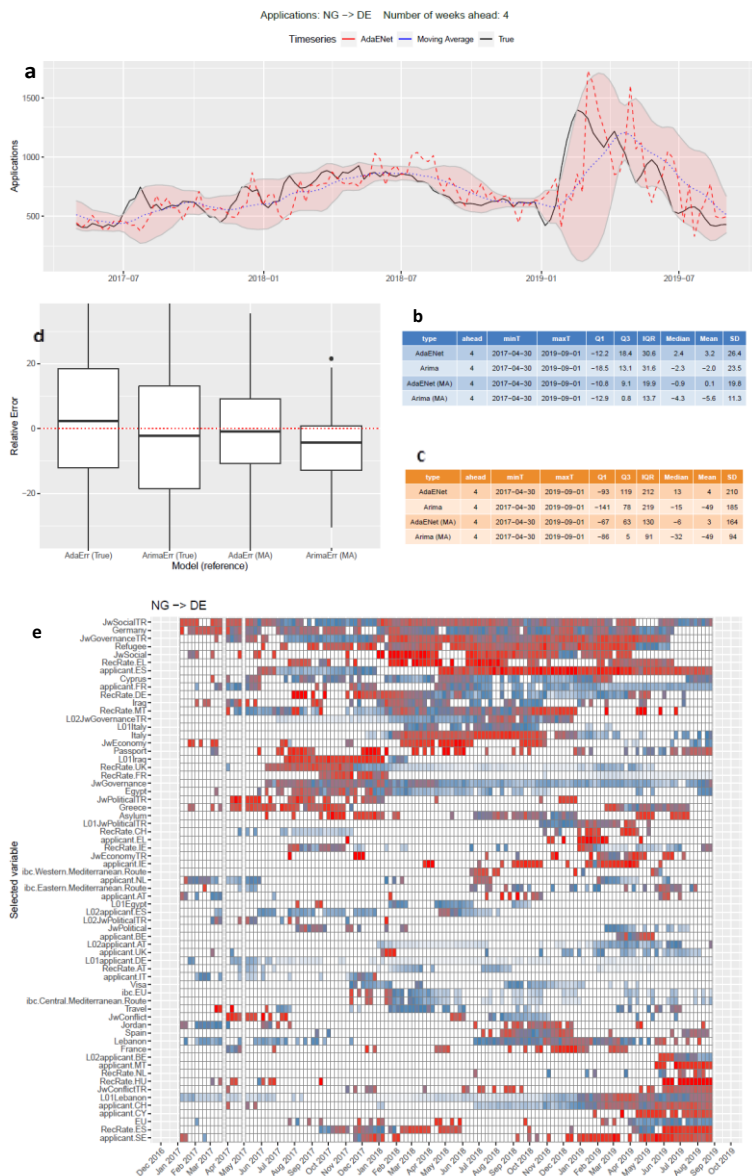 Applications: NG -> DE    Number of weeks ahead: 4
Timeseries AdaENet Moving Average True
a
1500
1000
500
Applications
2017-07 2018-01 2018-07 2019-01 2019-07
d
20
0
-20
Relative Error
AdaErr (True) ArimaErr (True) AdaErr (MA) ArimaErr (MA)
Model (reference)
b
type ahead minT maxT Q1 Q3 IQR Median Mean SD
AdaENet 4 2017-04-30 2019-09-01 -12.2 18.4 30.6 2.4 3.2 26.4
Arima 4 2017-04-30 2019-09-01 -18.5 13.1 31.6 -2.3 -2.0 23.5
AdaENet (MA) 4 2017-04-30 2019-09-01 -10.8 9.1 19.9 -0.9 0.1 19.8
Arima (MA) 4 2017-04-30 2019-09-01 -12.9 0.8 13.7 -4.3 -5.6 11.3
C
type ahead minT maxT Q1 Q3 IQR Median Mean SD
AdaENet 4 2017-04-30 2019-09-01 -93 119 212 13 4 210
Arima 4 2017-04-30 2019-09-01 -141 78 219 -15 -49 185
AdaENet (MA) 4 2017-04-30 2019-09-01 -67 63 130 -6 3 164
Arima (MA) 4 2017-04-30 2019-09-01 -86 5 91 -32 -49 94
NG -> DE
e
JwSocialTR
Germany
JwGovernanceTR
Refugee
JwSocial
RecRate.EL
applicant.ES
Cyprus
applicant.FR
RecRate.DE
Iraq
RecRate.MT
L02JwGovernanceTR
L01Italy
Italy
JwEconomy
Passport
L01Iraq
RecRate.UK
RecRate.FR
JwGovernance
Egypt
JwPoliticalTR
Greece
Asylum
L01JwPoliticalTR
RecRate.CH
applicant.EL
RecRate.IE
JwEconomyTR
applicant.IE
ibc.Western.Mediterranean.Route
applicant.NL
ibc.Eastern.Mediterranean.Route
applicant.AT
L01Egypt
L02applicant.ES
L02JwPoliticalTR
JwPolitical
applicant.BE
L02applicant.AT
applicant.UK
L01applicant.DE
RecRate.AT
applicant.IT
Visa
ibc.EU
ibc.Central.Mediterranean.Route
Travel
JwConflict
Jordan
Spain
Lebanon
France
L02applicant.BE
applicant.MT
RecRate.NL
RecRate.HU
JwConflictTR
L01Lebanon
applicant.CH
applicant.CY
EU
RecRate.ES
applicant.SE
Selected variable
Dec 2016 Jan 2017 Feb 2017 Mar 2017 Apr 2017 May 2017 Jun 2017 Jul 2017 Aug 2017 Sep 2017 Oct 2017 Nov 2017 Dec 2017 Jan 2018 Feb 2018 Mar 2018 Apr 2018 May 2018 Jun 2018 Jul 2018 Aug 2018 Sep 2018 Oct 2018 Nov 2018 Dec 2018 Jan 2019 Feb 2019 Mar 2019 Apr 2019 May 2019 Jun 2019 Jul 2019 Aug 2019 Sep 2019 Oct 2019